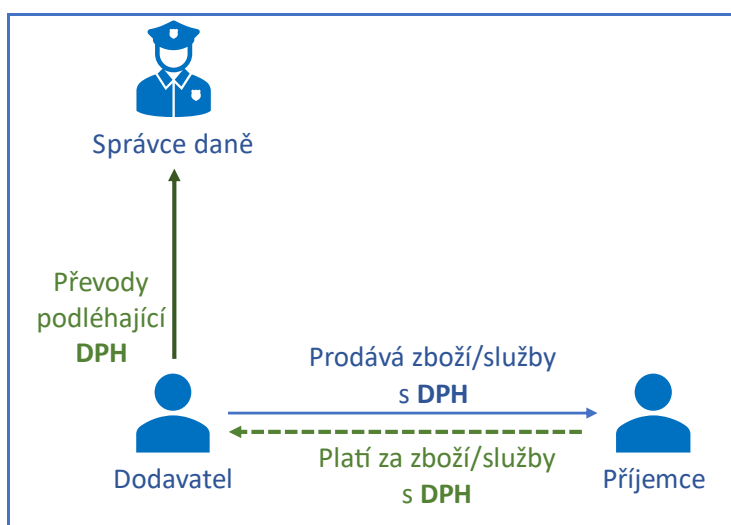 Správce daně
Převody
podléhající
DPH
Prodává zboží/služby
s DPH
Platí za zboží/služby
s DPH
Dodavatel
Příjemce